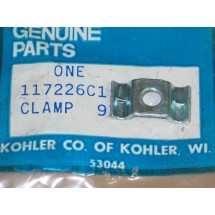 GENUINE
PARTS
ONE
117226C1
CLAMP 9
KOHLER CO. OF KOHLER, WI.
53044